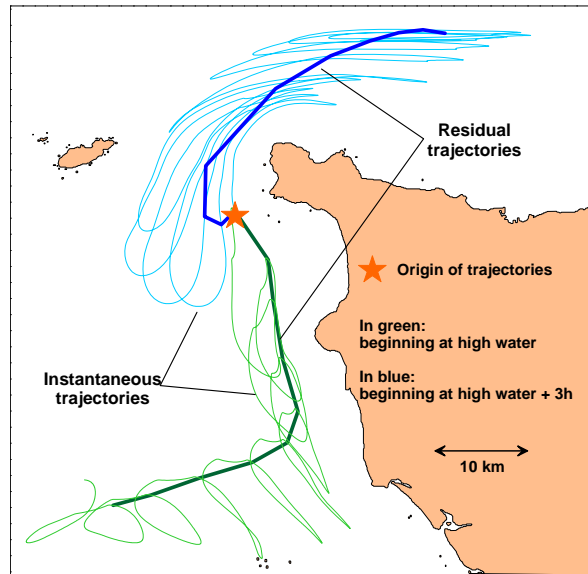 Residual
trajectories
Origin of trajectories
In green:
beginning at high water
Instantaneous
trajectories
In blue:
beginning at high water + 3h
10 km